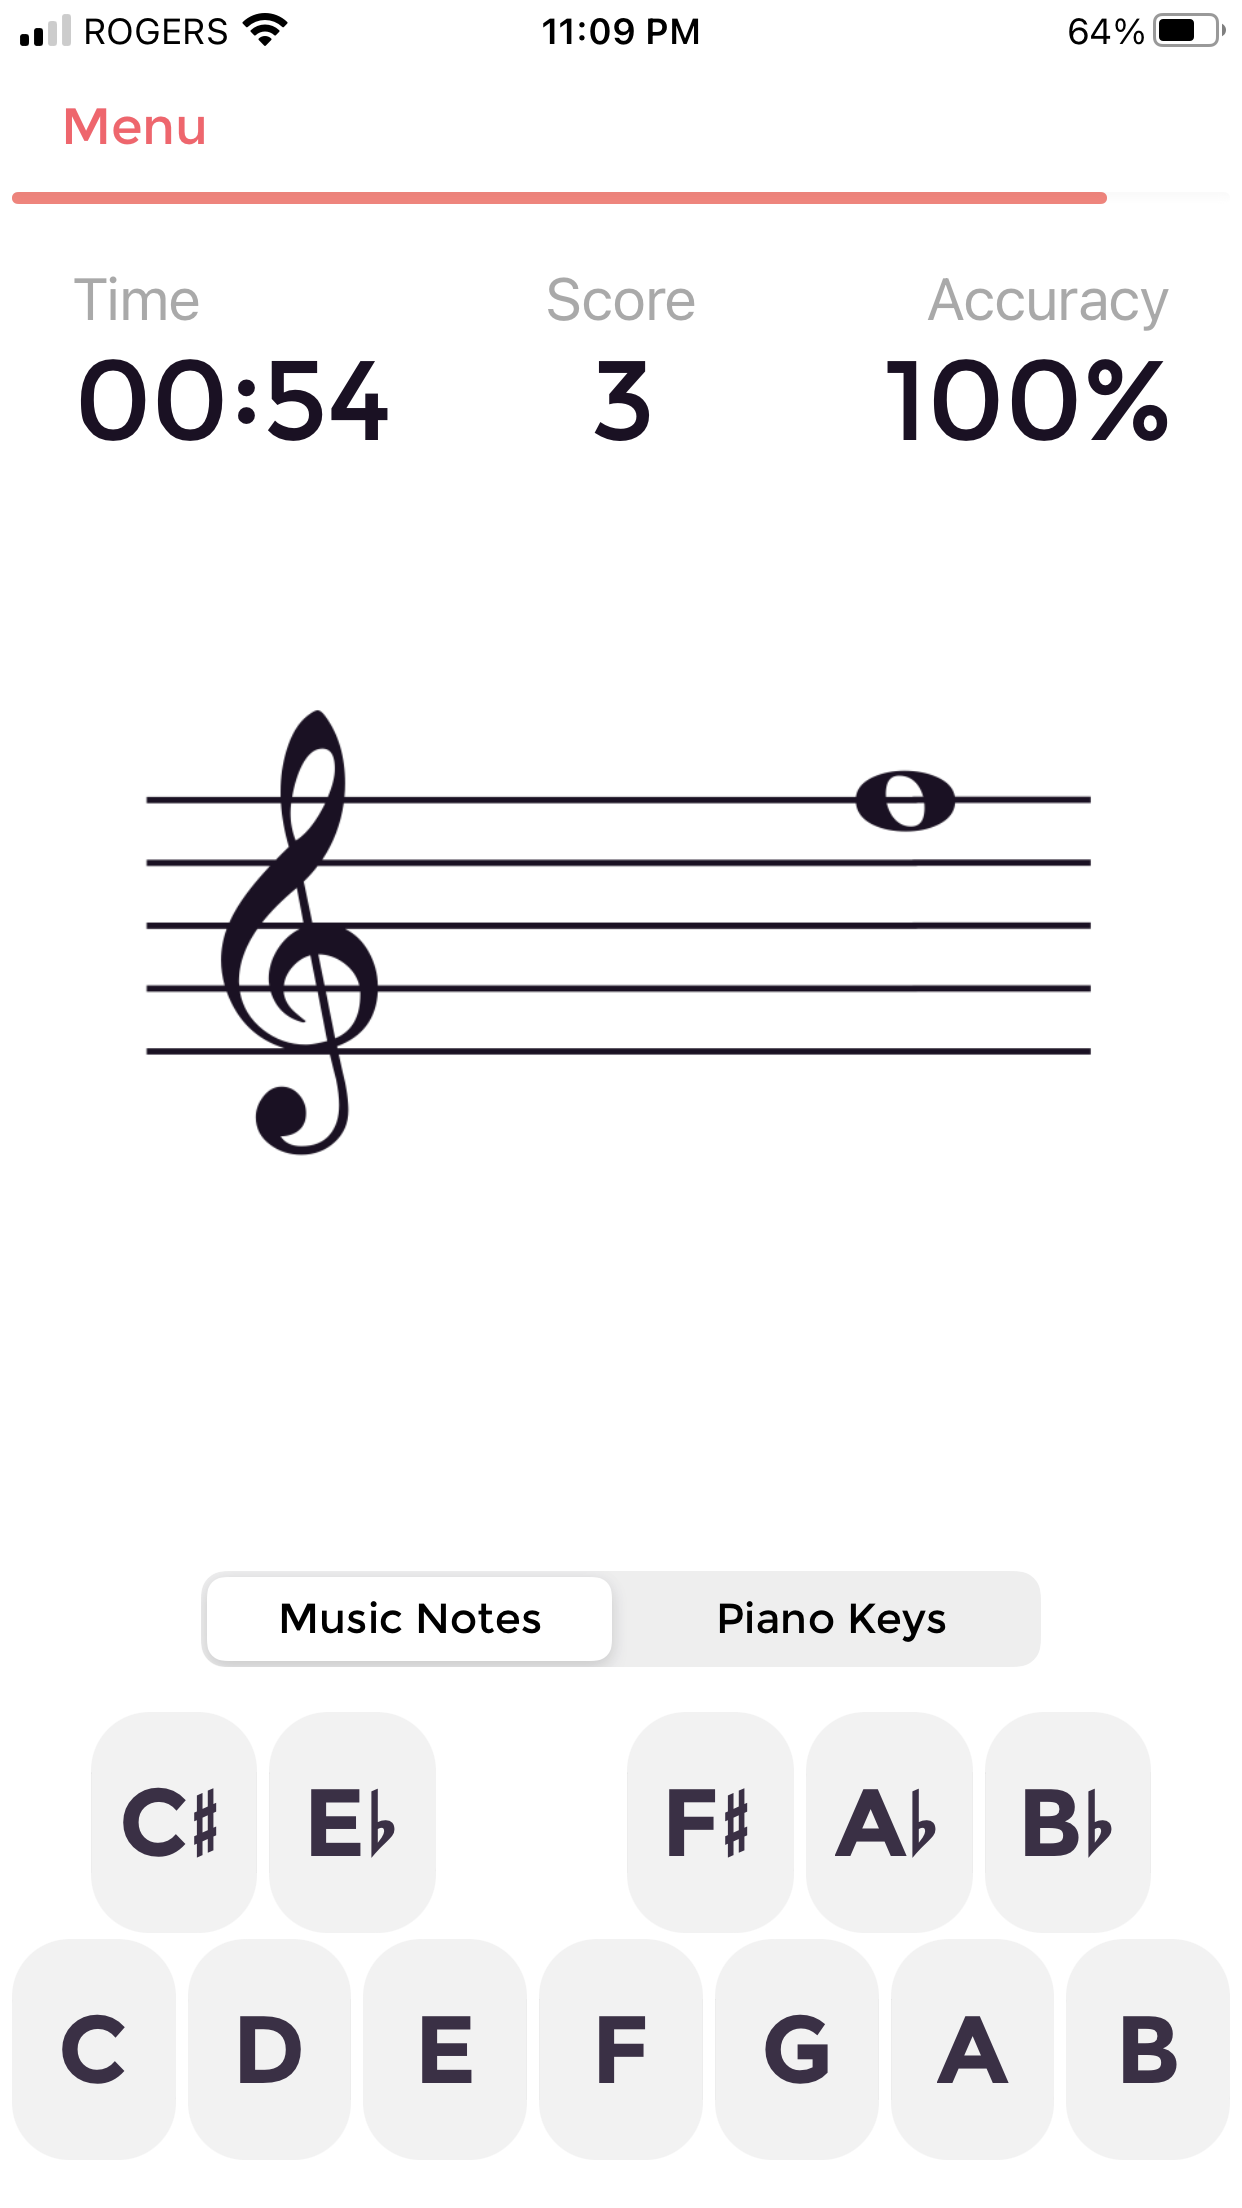 ROGERS 11:09 PM 64%
Menu
Time Score Accuracy
00:54 3 100%
Music Notes Piano Keys
C♯ E♭ F♯ A♭ B♭
C D E F G A B